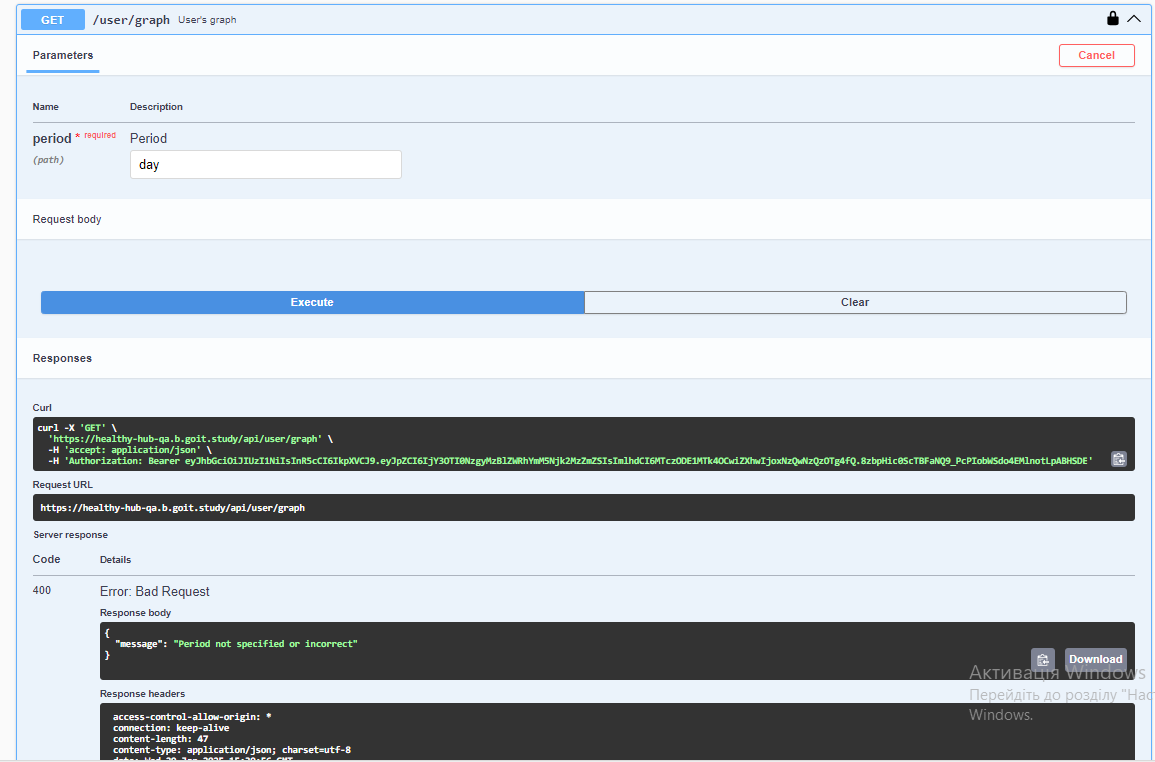 GET /user/graph User's graph
Parameters
Cancel
Name Description
period * required Period
(path)
day
Request body
Execute Clear
Responses
Curl
curl -X 'GET' \
'https://healthy-hub-qa.b.goit.study/api/user/graph' \
-H 'accept: application/json' \
-H 'Authorization: Bearer
Request URL
https://healthy-hub-qa.b.goit.study/api/user/graph
Server response
Code Details
400 Error: Bad Request
Response body
{
"message": "Period not specified or incorrect"
}
Download
Активація Windows
Перейдіть до розділу "Нас
Windows.
Response headers
access-control-allow-origin: *
connection: keep-alive
content-length: 47
content-type: application/json; charset=utf-8